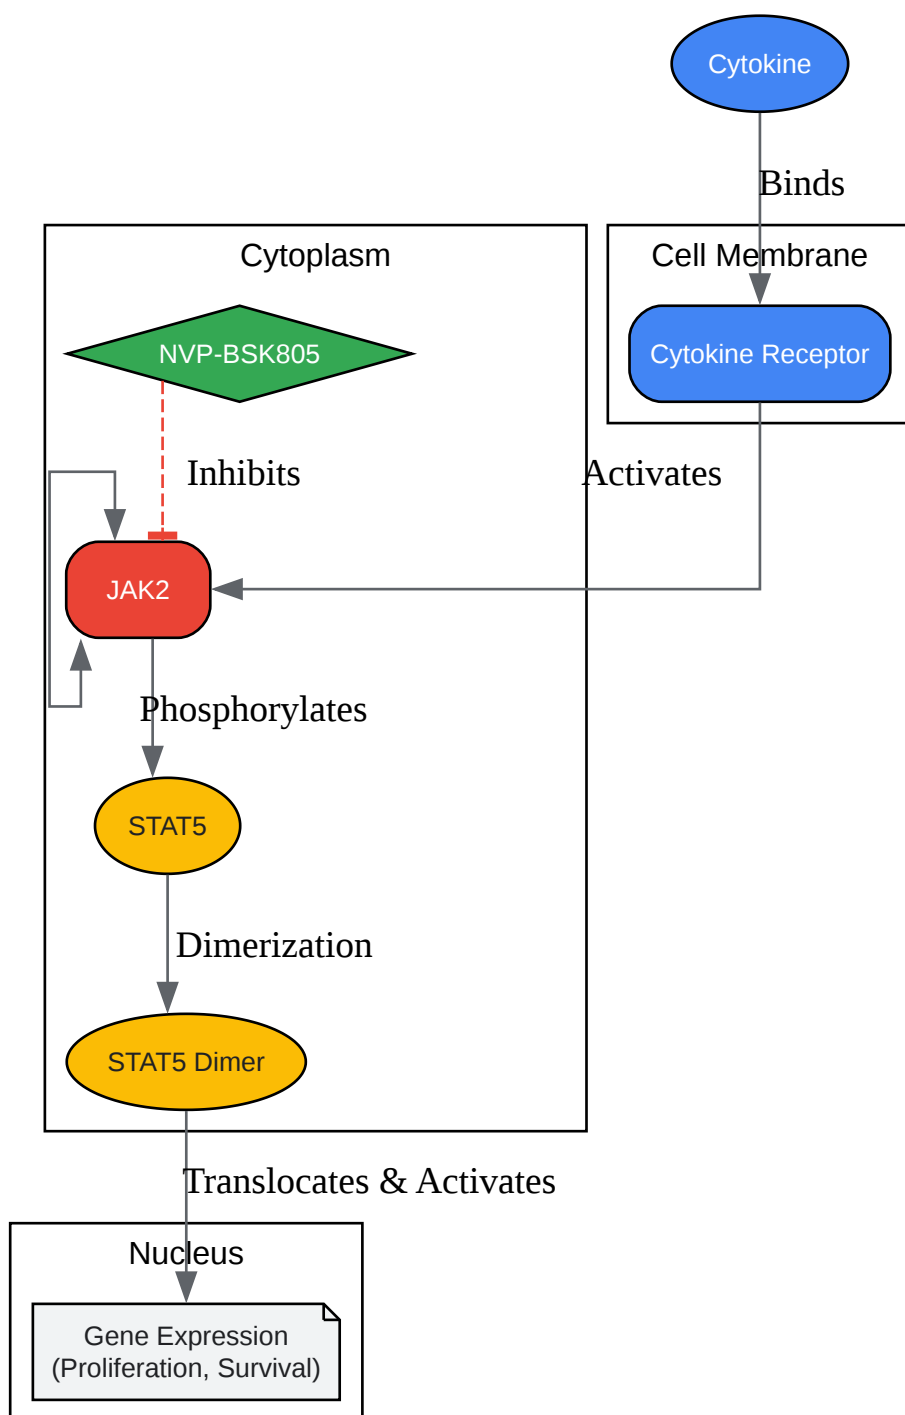 Cytokine
Binds
Cytoplasm
Cell Membrane
NVP-BSK805
Cytokine Receptor
Inhibits
Activates
JAK2
Phosphorylates
STAT5
Dimerization
STAT5 Dimer
Translocates & Activates
Nucleus
Gene Expression
(Proliferation, Survival)